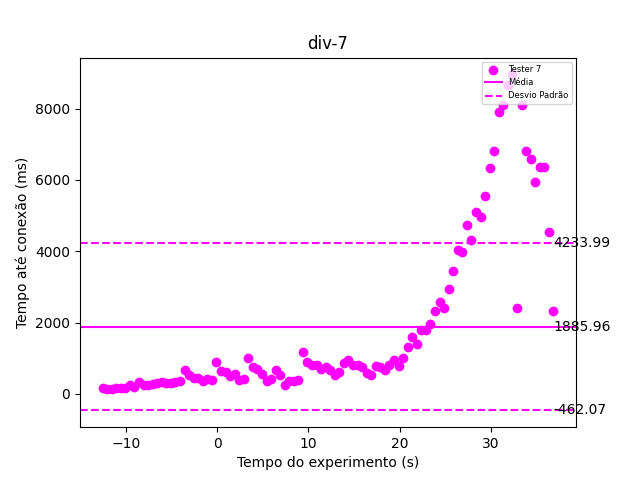 div-7
Tester 7
Média
Desvio Padrão
8000
6000
4000
2000
0
4233.99
1885.96
-462.07
−10
0
10
20
30
Tempo até conexão (ms)
Tempo do experimento (s)